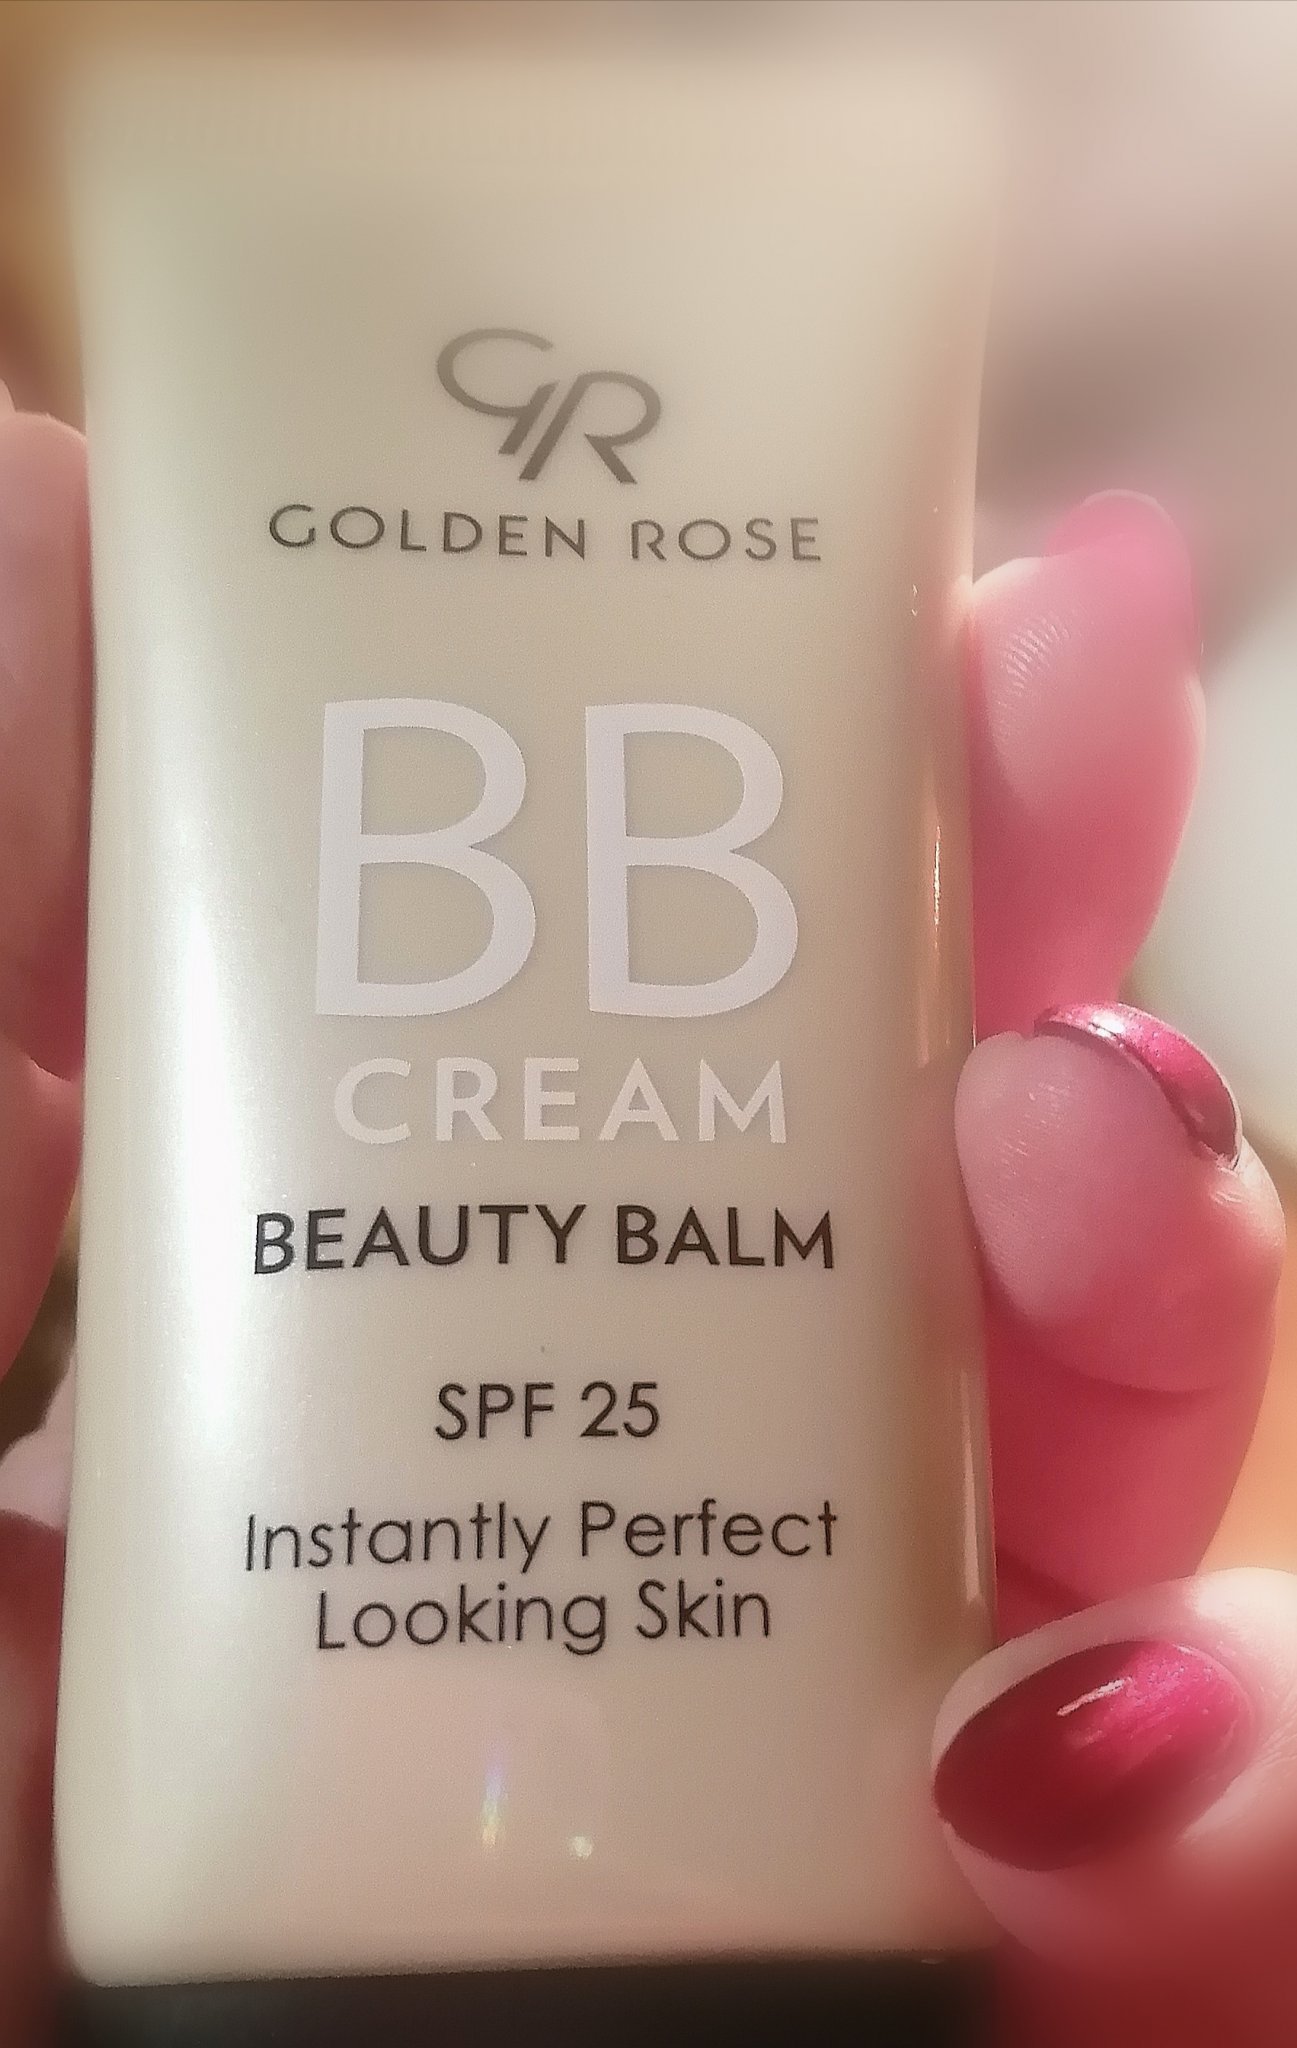 GR
GOLDEN ROSE
BB
CREAM
BEAUTY BALM
SPF 25
Instantly Perfect
Looking Skin